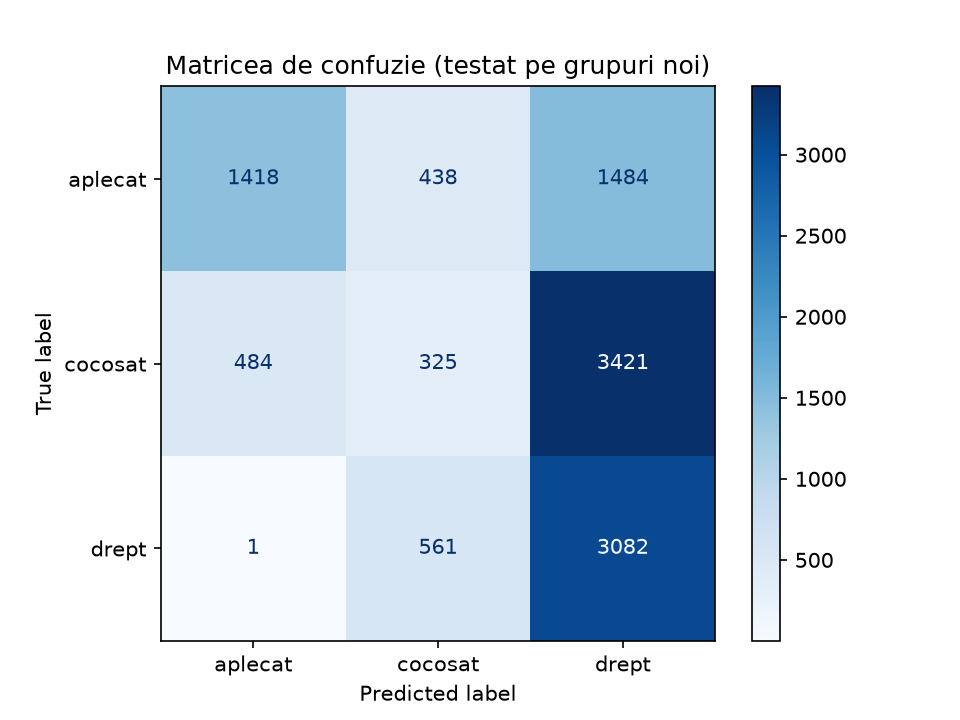 Matricea de confuzie (testat pe grupuri noi)
True label
aplecat 1418 438 1484
cocosat 484 325 3421
drept 1 561 3082
aplecat cocosat drept
Predicted label
3000
2500
2000
1500
1000
500